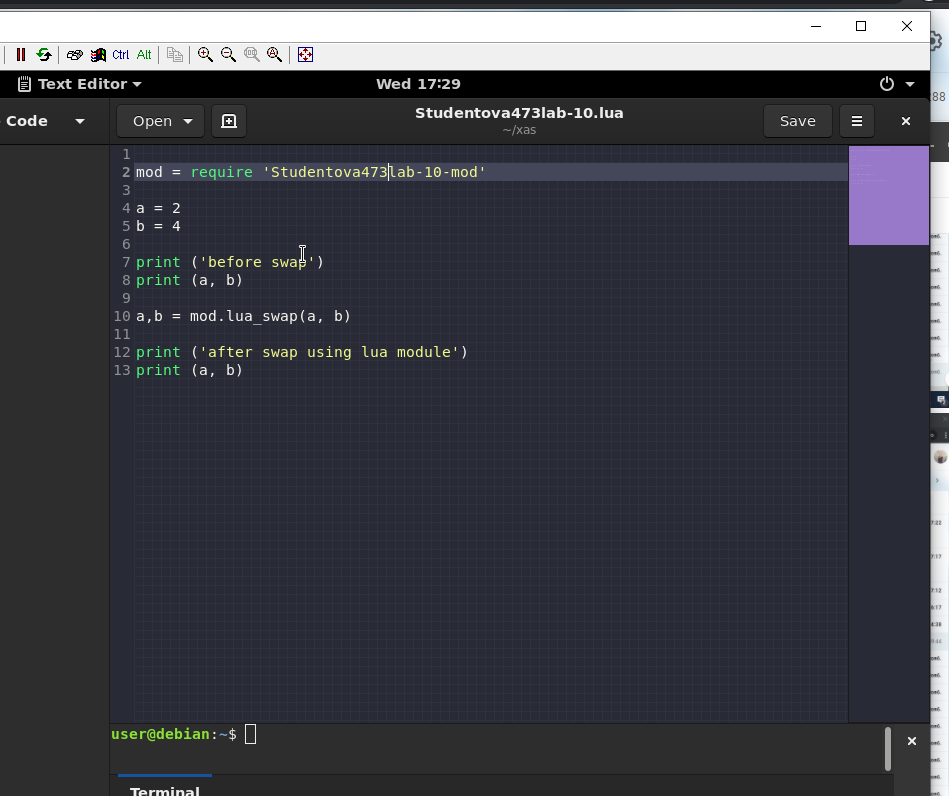 Ctrl Alt
Text Editor
Wed 17:29
Code
Open
Studentova473lab-10.lua
~/xas
Save
1
2 mod = require 'Studentova473lab-10-mod'
3
4 a = 2
5 b = 4
6
7 print ('before swap')
8 print (a, b)
9
10 a,b = mod.lua_swap(a, b)
11
12 print ('after swap using lua module')
13 print (a, b)
user@debian:~$
Terminal
88